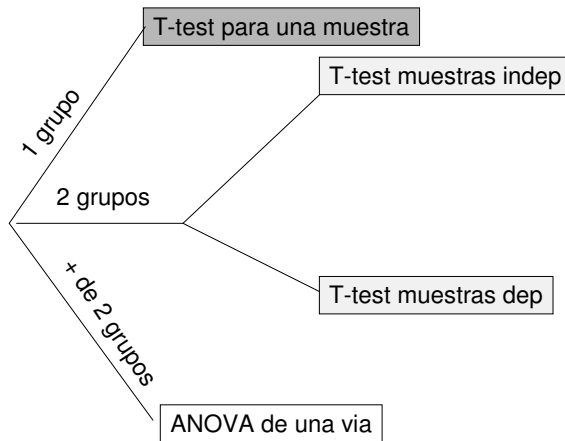 T-test para una muestra
T-test muestras indep
1 grupo
2 grupos
+ de 2 grupos
T-test muestras dep
ANOVA de una via